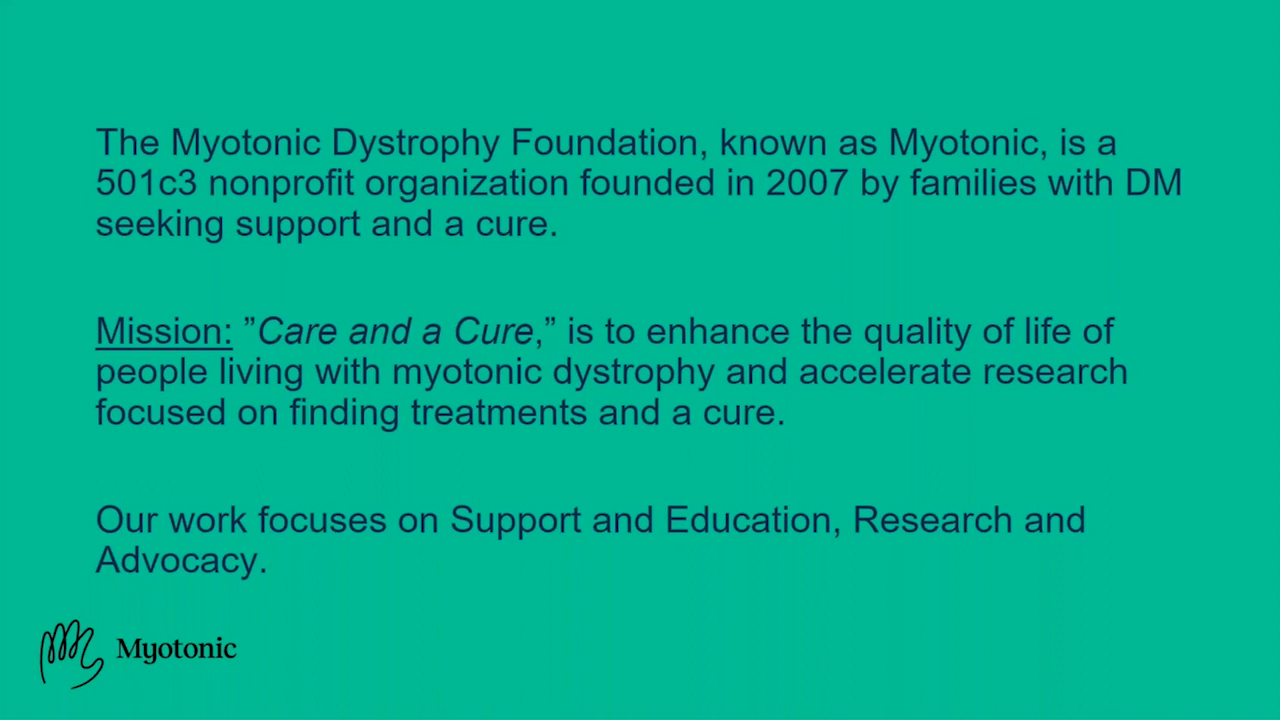 The Myotonic Dystrophy Foundation, known as Myotonic, is a
501c3 nonprofit organization founded in 2007 by families with DM
seeking support and a cure.
Mission: ”Care and a Cure,” is to enhance the quality of life of
people living with myotonic dystrophy and accelerate research
focused on finding treatments and a cure.
Our work focuses on Support and Education, Research and
Advocacy.
Myotonic